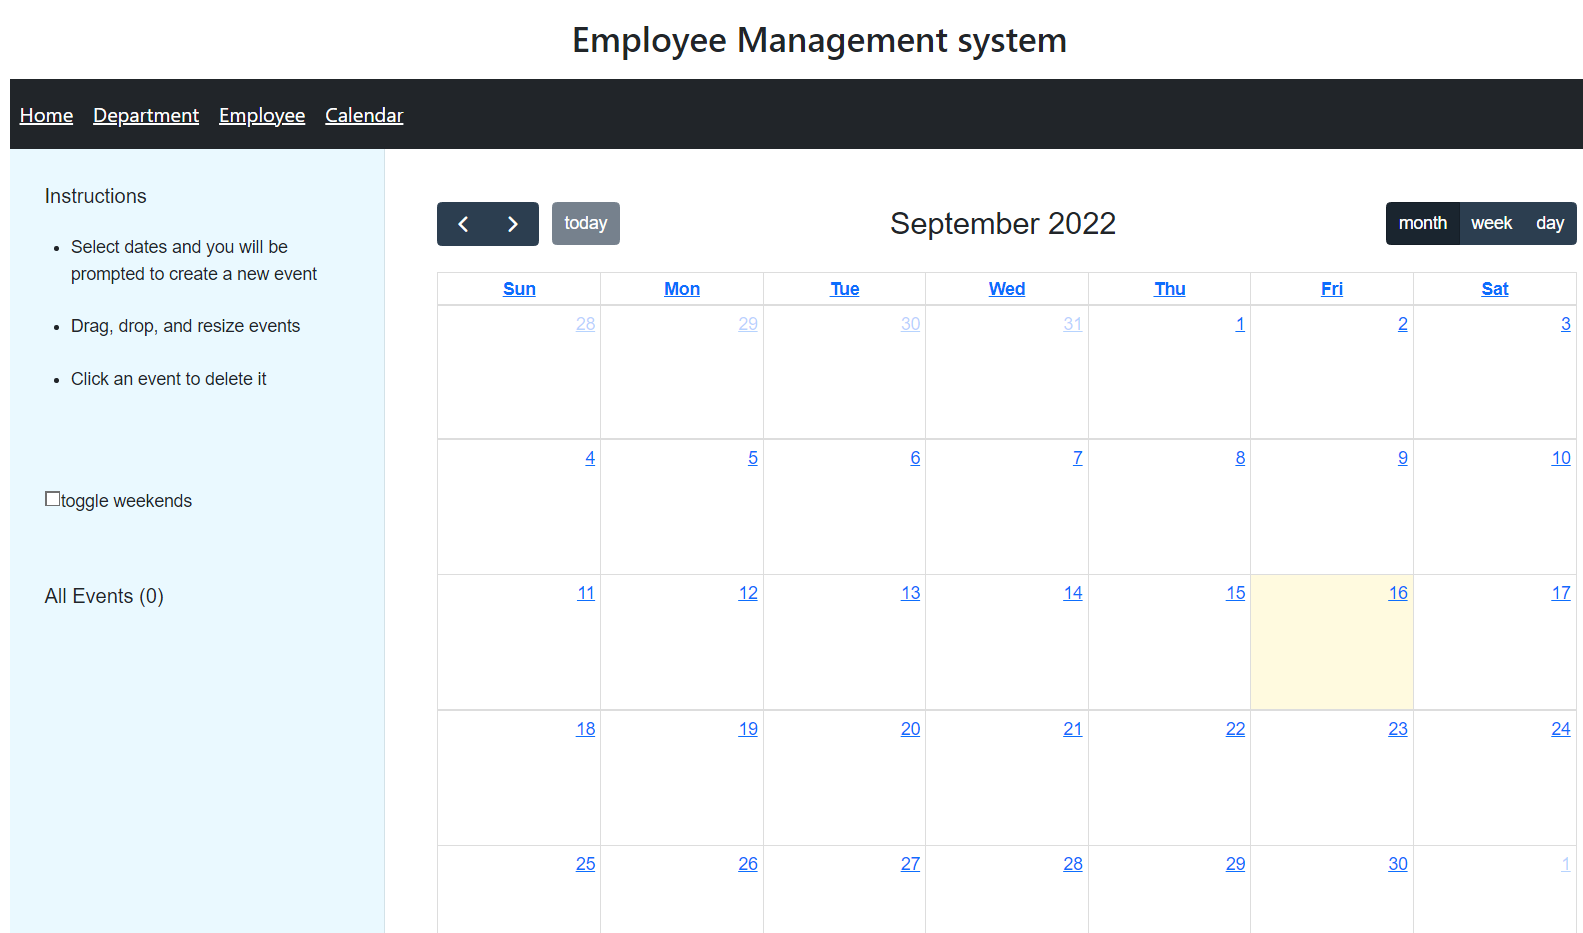 Employee Management system
Home Department Employee Calendar
Instructions
Select dates and you will be
prompted to create a new event
Drag, drop, and resize events
Click an event to delete it
toggle weekends
All Events (0)
today
September 2022
month week day
Sun Mon Tue Wed Thu Fri Sat
28 29 30 31 1 2 3
4 5 6 7 8 9 10
11 12 13 14 15 16 17
18 19 20 21 22 23 24
25 26 27 28 29 30 1